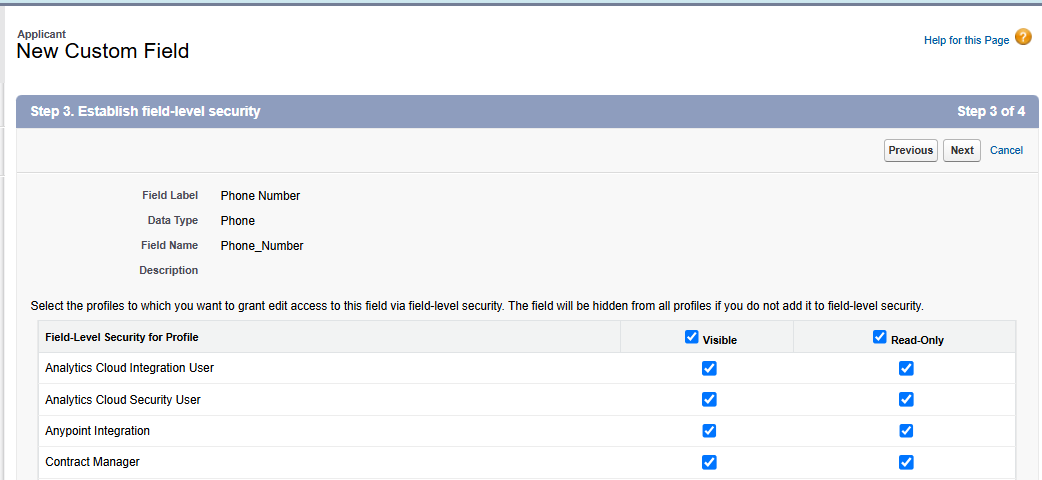 Applicant
New Custom Field
Help for this Page ?
Step 3. Establish field-level security Step 3 of 4
Previous Next Cancel
Field Label Phone Number
Data Type Phone
Field Name Phone_Number
Description
Select the profiles to which you want to grant edit access to this field via field-level security. The field will be hidden from all profiles if you do not add it to field-level security.
Field-Level Security for Profile Visible Read-Only
Analytics Cloud Integration User
Analytics Cloud Security User
Anypoint Integration
Contract Manager